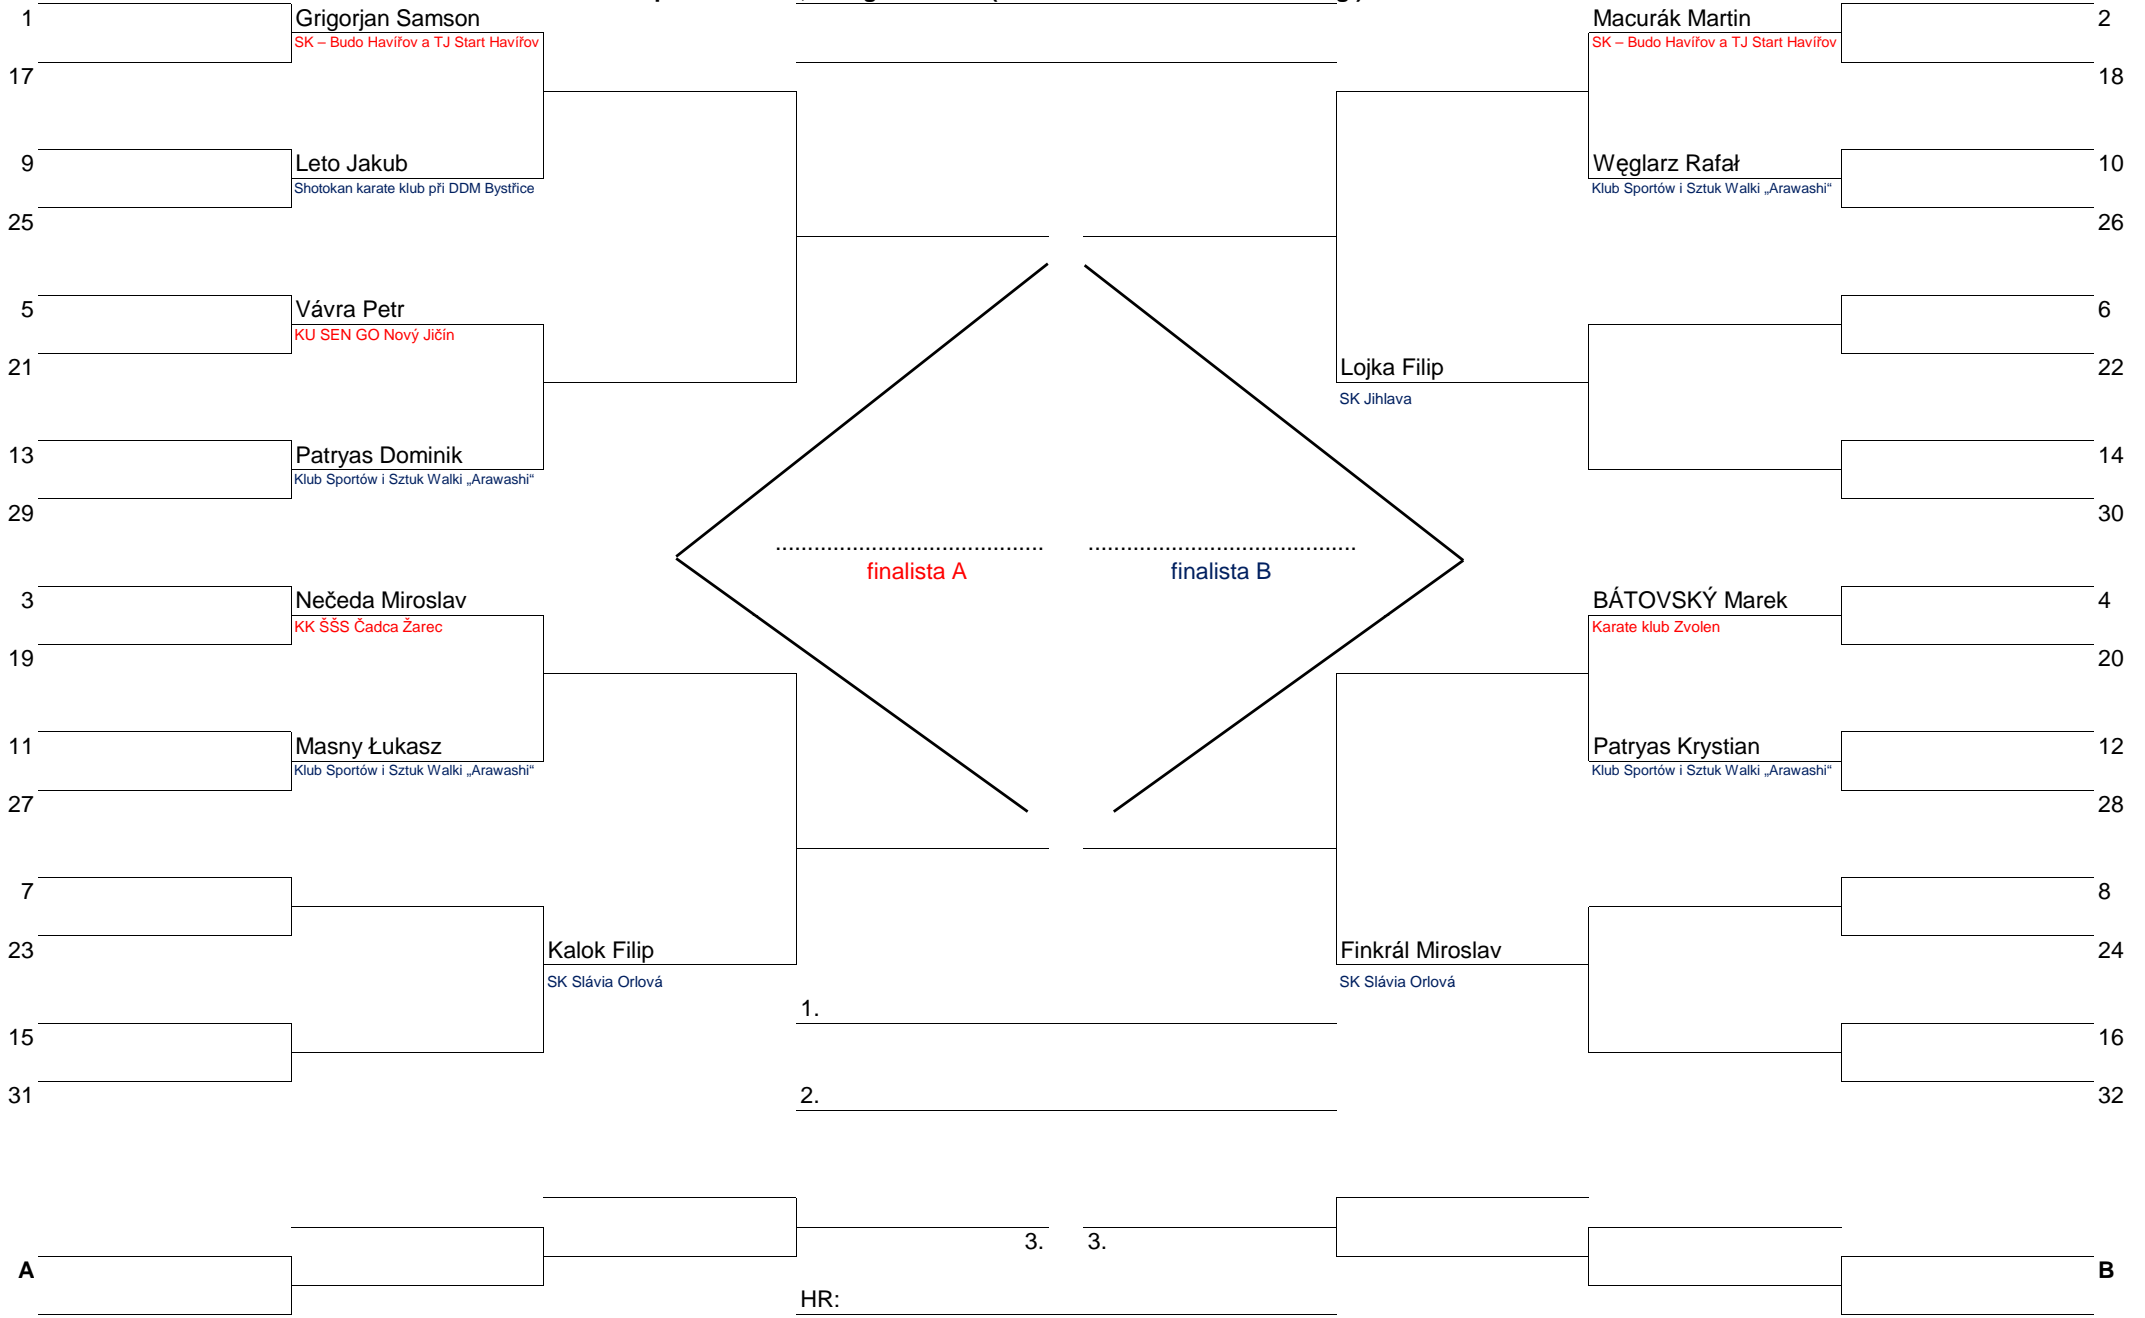 1
Grigorjan Samson
SK – Budo Havířov a TJ Start Havířov
17
9
Leto Jakub
Shotokan karate klub při DDM Bystřice
25
5
Vávra Petr
KU SEN GO Nový Jičín
21
13
Patryas Dominik
Klub Sportów i Sztuk Walki „Arawashi“
29
3
Nečeda Miroslav
KK ŠŠS Čadca Žarec
19
11
Masny Łukasz
Klub Sportów i Sztuk Walki „Arawashi“
27
7
23
Kalok Filip
SK Slávia Orlová
15
31
A
..........................................
finalista A
..........................................
finalista B
1.
2.
3.
3.
HR:
Macurák Martin
SK – Budo Havířov a TJ Start Havířov
2
18
Węglarz Rafał
Klub Sportów i Sztuk Walki „Arawashi“
10
26
6
Lojka Filip
SK Jihlava
22
14
30
BÁTOVSKÝ Marek
Karate klub Zvolen
4
20
Patryas Krystian
Klub Sportów i Sztuk Walki „Arawashi“
12
28
8
Finkrál Miroslav
SK Slávia Orlová
24
16
32
B